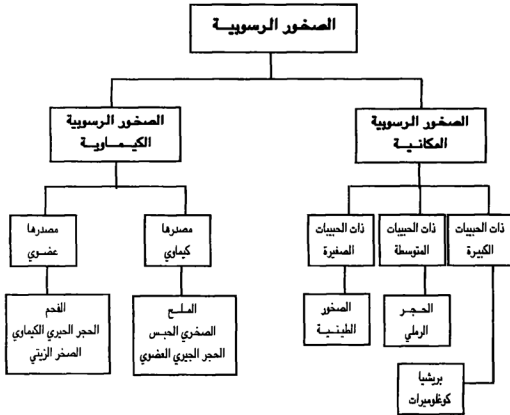 الصخور الرسوبية
الصخور الرسوبية
المكانية
الصخور الرسوبية
الكيماوية
ذات الحبيبات
الكبيرة
ذات الحبيبات
المتوسطة
ذات الحبيبات
الصغيرة
مصدرها
كيماوي
مصدرها
عضوي
الحجر
الرملي
الصخور
الطينية
الملح
الصخري الجبس
الحجر الجيري العضوي
الفحم
الحجر الجيري الكيماوي
الصخر الزيتي
بريشيا
كونغلوميرات